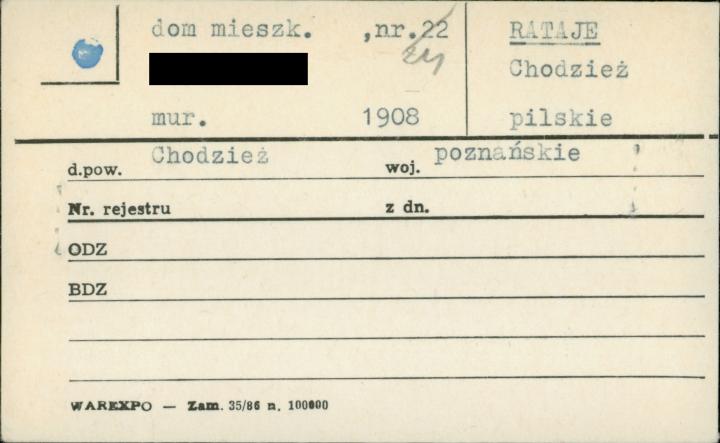 dom mieszk. ,nr.22 RATAJE
24 Chodzież
mur. 1908 pilskie
d.pow. Chodzież woj. poznańskie
Nr. rejestru z dn.
ODZ
BDZ
WAREXPO — Zam. 35/86 n. 100000